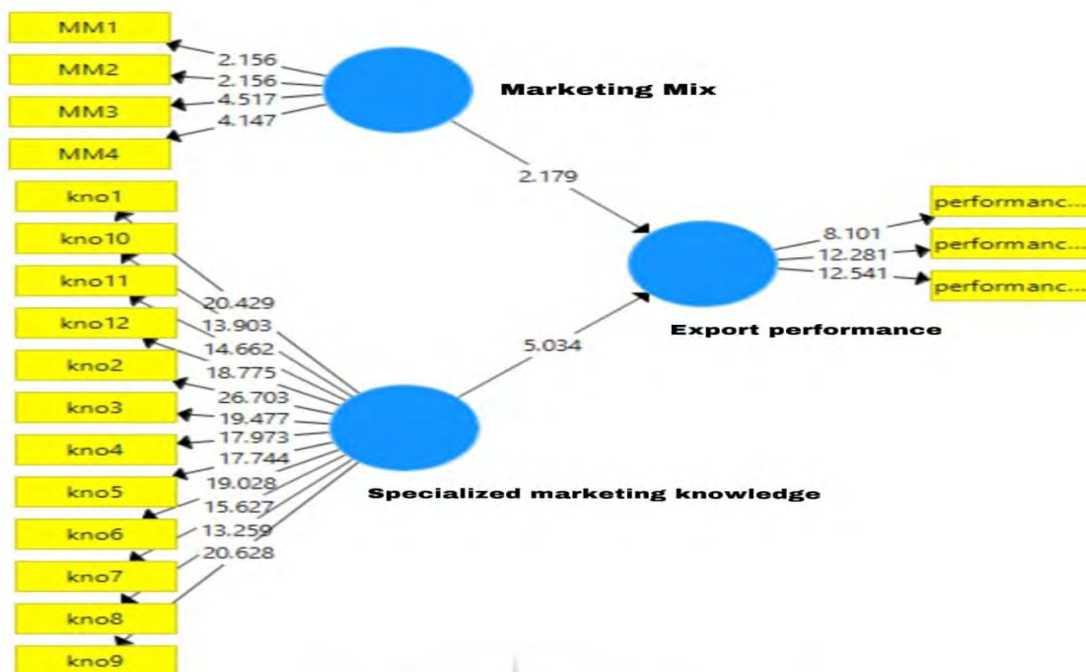 MM1
MM2
MM3
MM4
kno1
kno10
kno11
kno12
kno2
kno3
kno4
kno5
kno6
kno7
kno8
kno9
2.156
2.156
4.517
4.147
Marketing Mix
2.179
20.429
13.903
14.662
18.775
26.703
19.477
17.973
17.744
19.028
15.627
13.259
20.628
Specialized marketing knowledge
5.034
Export performance
8.101
12.281
12.541
performanc...
performanc...
performanc...